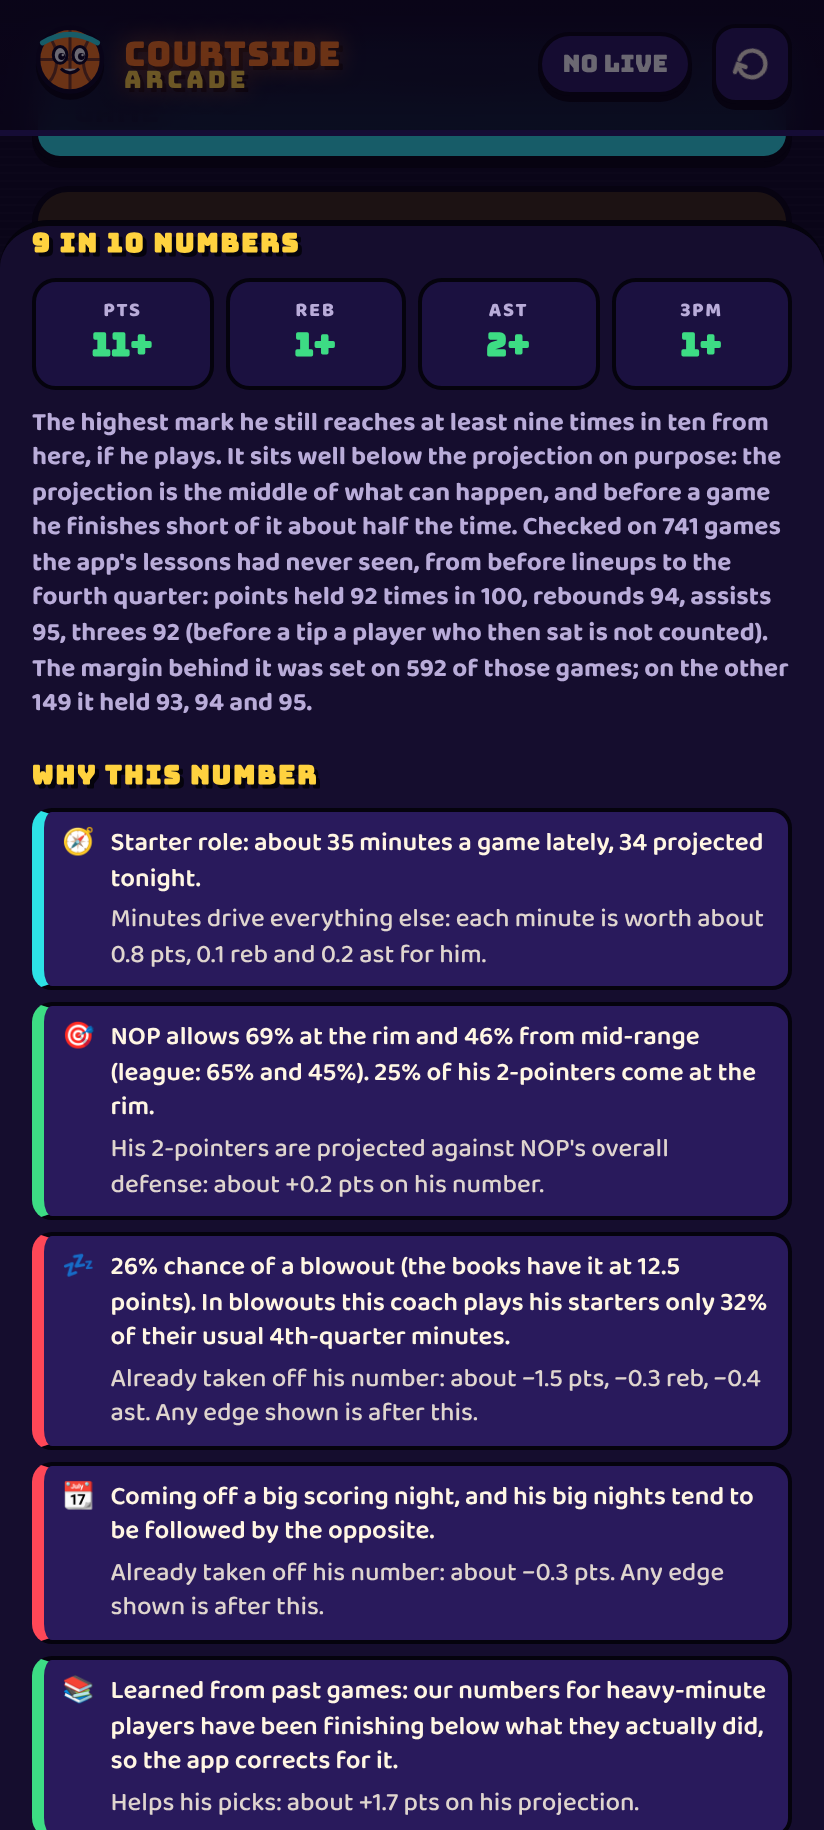 COURTSIDE
ARCADE
NO LIVE
9 IN 10 NUMBERS
PTS
11+
REB
1+
AST
2+
3PM
1+
The highest mark he still reaches at least nine times in ten from
here, if he plays. It sits well below the projection on purpose: the
projection is the middle of what can happen, and before a game
he finishes short of it about half the time. Checked on 741 games
the app's lessons had never seen, from before lineups to the
fourth quarter: points held 92 times in 100, rebounds 94, assists
95, threes 92 (before a tip a player who then sat is not counted).
The margin behind it was set on 592 of those games; on the other
149 it held 93, 94 and 95.
WHY THIS NUMBER
Starter role: about 35 minutes a game lately, 34 projected
tonight.
Minutes drive everything else: each minute is worth about
0.8 pts, 0.1 reb and 0.2 ast for him.
NOP allows 69% at the rim and 46% from mid-range
(league: 65% and 45%). 25% of his 2-pointers come at the
rim.
His 2-pointers are projected against NOP's overall
defense: about +0.2 pts on his number.
26% chance of a blowout (the books have it at 12.5
points). In blowouts this coach plays his starters only 32%
of their usual 4th-quarter minutes.
Already taken off his number: about −1.5 pts, −0.3 reb, −0.4
ast. Any edge shown is after this.
Coming off a big scoring night, and his big nights tend to
be followed by the opposite.
Already taken off his number: about −0.3 pts. Any edge
shown is after this.
Learned from past games: our numbers for heavy-minute
players have been finishing below what they actually did,
so the app corrects for it.
Helps his picks: about +1.7 pts on his projection.